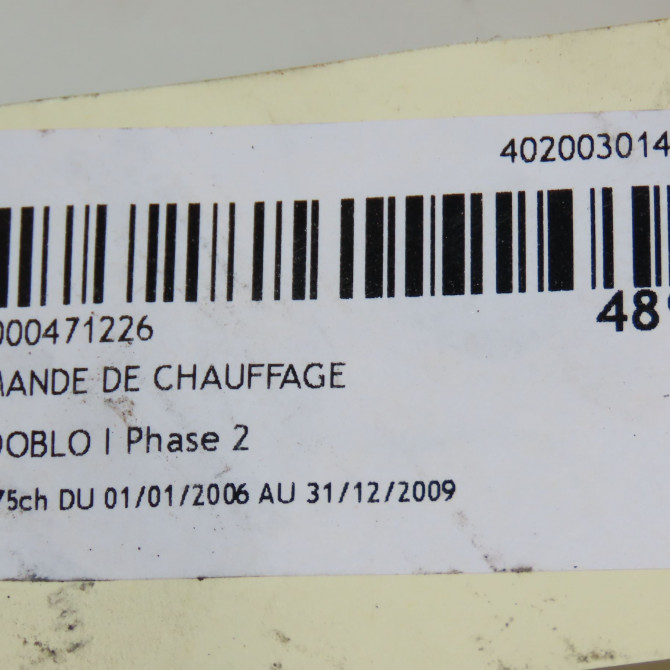 402003014
000471226
48
MANDE DE CHAUFFAGE
DOBLO I Phase 2
75ch DU 01/01/2006 AU 31/12/2009